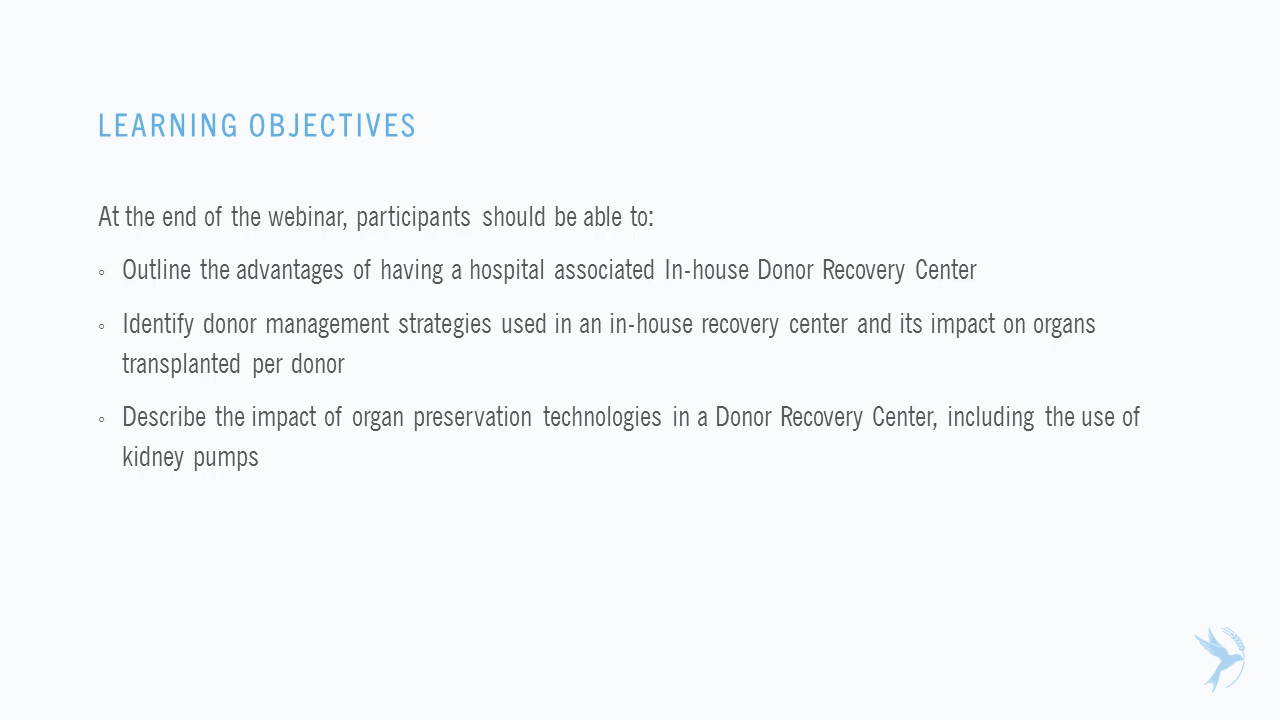 LEARNING OBJECTIVES
At the end of the webinar, participants should be able to:
◦ Outline the advantages of having a hospital associated In-house Donor Recovery Center
◦ Identify donor management strategies used in an in-house recovery center and its impact on organs
transplanted per donor
◦ Describe the impact of organ preservation technologies in a Donor Recovery Center, including the use of
kidney pumps